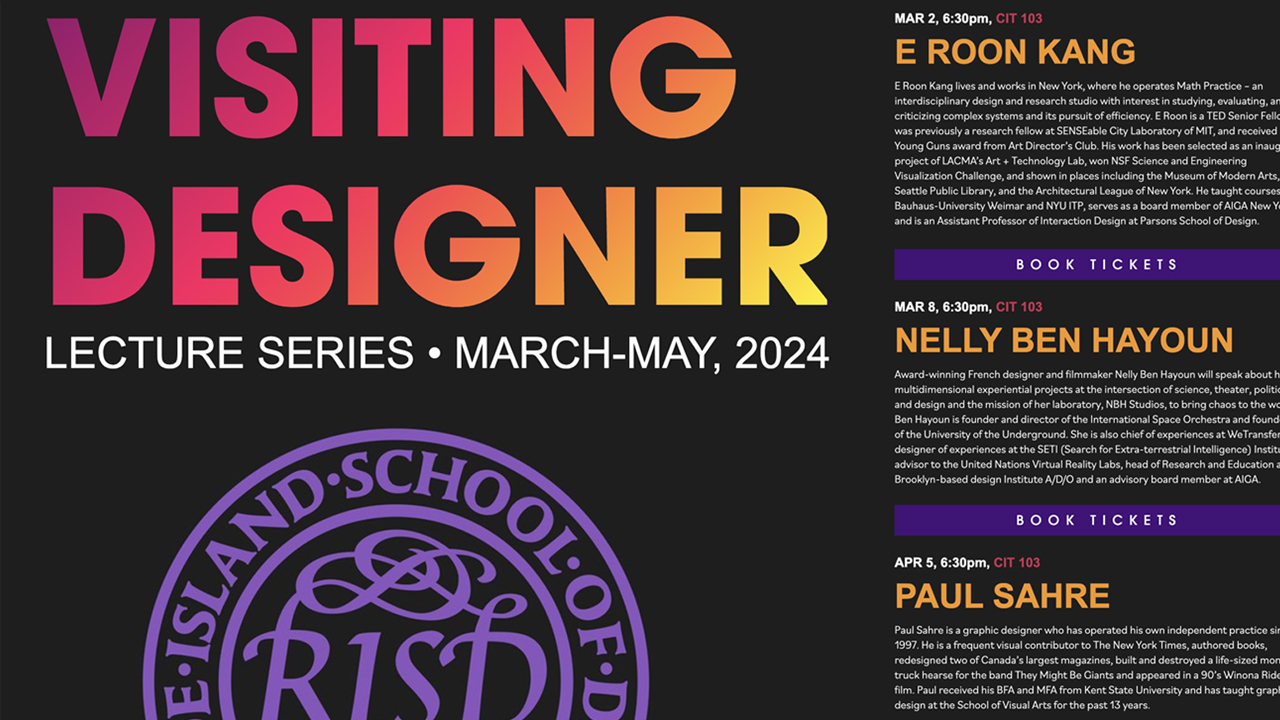 VISITING
DESIGNER
LECTURE SERIES • MARCH-MAY, 2024
ISLAND·SCHOOL·OF·
RISD
MAR 2, 6:30pm, CIT 103
E ROON KANG
E Roon Kang lives and works in New York, where he operates Math Practice – an
interdisciplinary design and research studio with interest in studying, evaluating,
criticizing complex systems and its pursuit of efficiency. E Roon is a TED Senior
was previously a research fellow at SENSEable City Laboratory of MIT, and received
Young Guns award from Art Director's Club. His work has been selected as an
project of LACMA's Art + Technology Lab, won NSF Science and Engineering
Visualization Challenge, and shown in places including the Museum of Modern Arts,
Seattle Public Library, and the Architectural League of New York. He taught courses
Bauhaus-University Weimar and NYU ITP, serves as a board member of AIGA New
and is an Assistant Professor of Interaction Design at Parsons School of Design.
BOOK TICKETS
MAR 8, 6:30pm, CIT 103
NELLY BEN HAYOUN
Award-winning French designer and filmmaker Nelly Ben Hayoun will speak about
multidimensional experiential projects at the intersection of science, theater,
and design and the mission of her laboratory, NBH Studios, to bring chaos to the
Ben Hayoun is founder and director of the International Space Orchestra and
of the University of the Underground. She is also chief of experiences at WeTransfer
designer of experiences at the SETI (Search for Extra-terrestrial Intelligence)
advisor to the United Nations Virtual Reality Labs, head of Research and Education
Brooklyn-based design Institute A/D/O and an advisory board member at AIGA.
BOOK TICKETS
APR 5, 6:30pm, CIT 103
PAUL SAHRE
Paul Sahre is a graphic designer who has operated his own independent practice
1997. He is a frequent visual contributor to The New York Times, authored books,
redesigned two of Canada's largest magazines, built and destroyed a life-sized
truck hearse for the band They Might Be Giants and appeared in a 90's Winona
film. Paul received his BFA and MFA from Kent State University and has taught
design at the School of Visual Arts for the past 13 years.